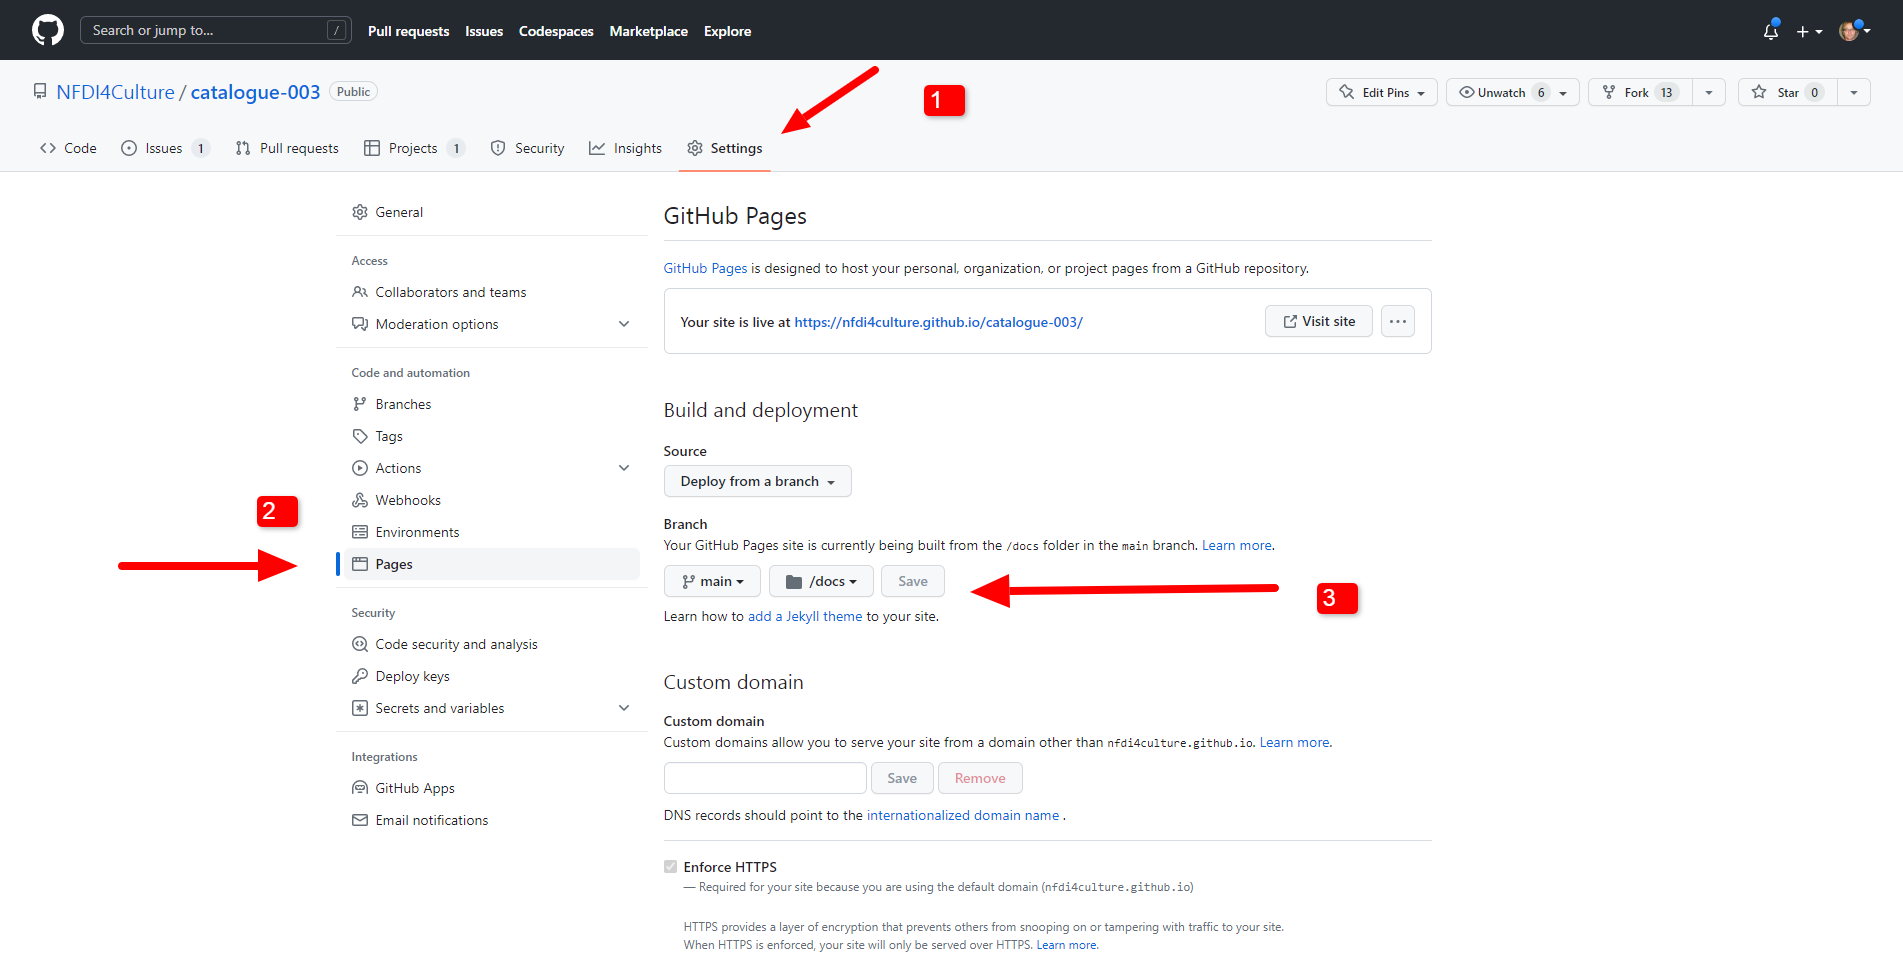 Search or jump to... / Pull requests Issues Codespaces Marketplace Explore
NFDI4Culture / catalogue-003 Public 1 Edit Pins Unwatch 6 Fork 13 Star 0
Code Issues 1 Pull requests Projects 1 Security Insights Settings
General
Access
Collaborators and teams
Moderation options
Code and automation
Branches
Tags
Actions
Webhooks
2
Environments
Pages
Security
Code security and analysis
Deploy keys
Secrets and variables
Integrations
GitHub Apps
Email notifications
GitHub Pages
GitHub Pages is designed to host your personal, organization, or project pages from a GitHub repository.
Your site is live at https://nfdi4culture.github.io/catalogue-003/ Visit site
Build and deployment
Source
Deploy from a branch
Branch
Your GitHub Pages site is currently being built from the /docs folder in the main branch. Learn more.
main /docs Save
3
Learn how to add a Jekyll theme to your site.
Custom domain
Custom domain
Custom domains allow you to serve your site from a domain other than nfdi4culture.github.io. Learn more.
Save Remove
DNS records should point to the internationalized domain name .
Enforce HTTPS
— Required for your site because you are using the default domain (nfdi4culture.github.io)
HTTPS provides a layer of encryption that prevents others from snooping on or tampering with traffic to your site.
When HTTPS is enforced, your site will only be served over HTTPS. Learn more.